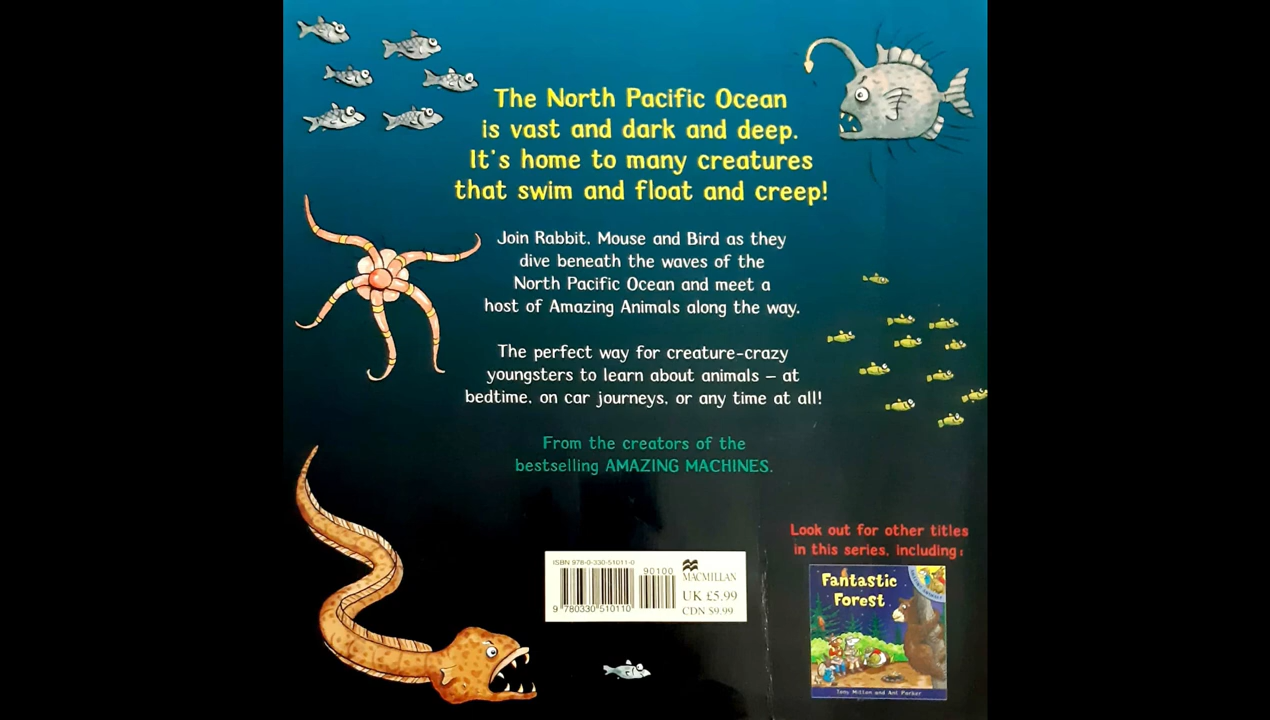 The North Pacific Ocean
is vast and dark and deep.
It's home to many creatures
that swim and float and creep!
Join Rabbit, Mouse and Bird as they
dive beneath the waves of the
North Pacific Ocean and meet a
host of Amazing Animals along the way.
The perfect way for creature-crazy
youngsters to learn about animals – at
bedtime, on car journeys, or any time at all!
From the creators of the
bestselling AMAZING MACHINES.
Look out for other titles
in this series, including:
ISBN 978-0-330-51011-0
90100
9 780330 510110
MACMILLAN
UK £5.99
CDN $9.99
Fantastic
Forest
Tony Mitton and Ant Parker